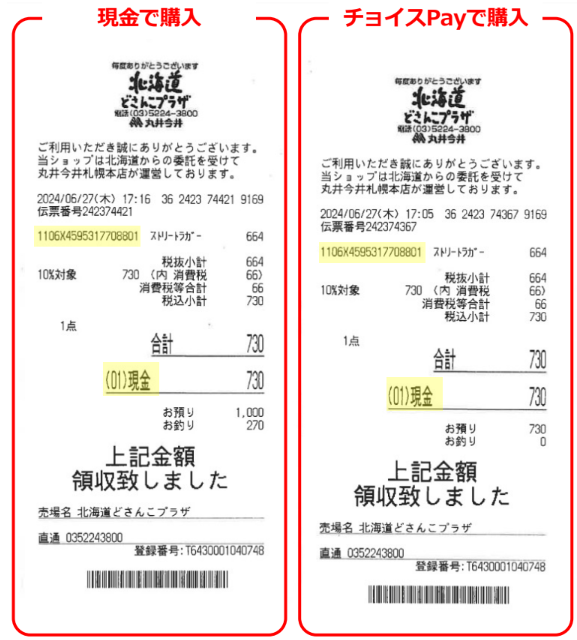 現金で購入
毎度ありがとうございます
北海道
どさんこプラザ
電話(03)5224-3800
丸井今井
ご利用いただき誠にありがとうございます。
当ショップは北海道からの委託を受けて
丸井今井札幌本店が運営しております。
2024/06/27(木) 17:16 36 2423 74421 9169
伝票番号242374421
1106X4595317708801 ストリートラガー 664
税抜小計 664
10%対象 730 (内 消費税 66)
消費税等合計 66
税込小計 730
1点
合計 730
(01)現金 730
お預り 1,000
お釣り 270
上記金額
領収致しました
売場名 北海道どさんこプラザ
直通 0352243800
登録番号:T6430001040748
チョイスPayで購入
毎度ありがとうございます
北海道
どさんこプラザ
電話(03)5224-3800
丸井今井
ご利用いただき誠にありがとうございます。
当ショップは北海道からの委託を受けて
丸井今井札幌本店が運営しております。
2024/06/27(木) 17:05 36 2423 74367 9169
伝票番号242374367
1106X4595317708801 ストリートラガー 664
税抜小計 664
10%対象 730 (内 消費税 66)
消費税等合計 66
税込小計 730
1点
合計 730
(01)現金 730
お預り 730
お釣り 0
上記金額
領収致しました
売場名 北海道どさんこプラザ
直通 0352243800
登録番号:T6430001040748